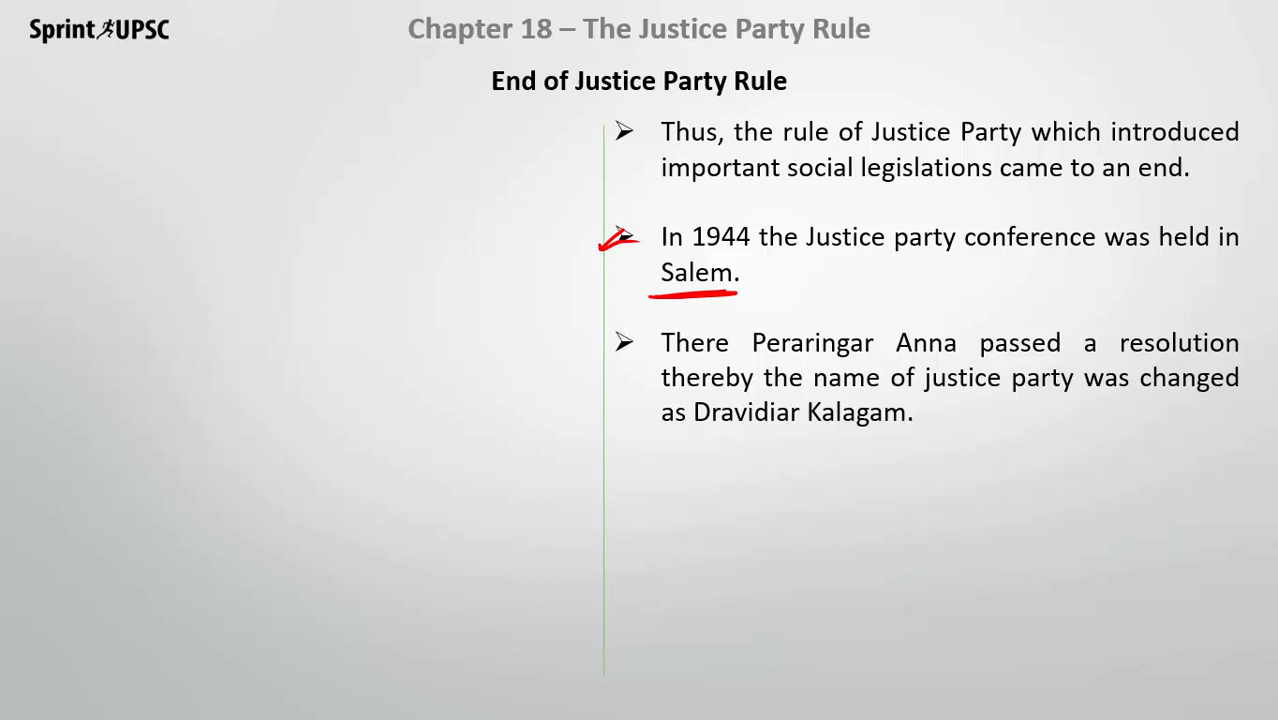 Sprint UPSC
Chapter 18 – The Justice Party Rule
End of Justice Party Rule
➢ Thus, the rule of Justice Party which introduced
important social legislations came to an end.
➢ In 1944 the Justice party conference was held in
Salem.
➢ There Peraringar Anna passed a resolution
thereby the name of justice party was changed
as Dravidiar Kalagam.